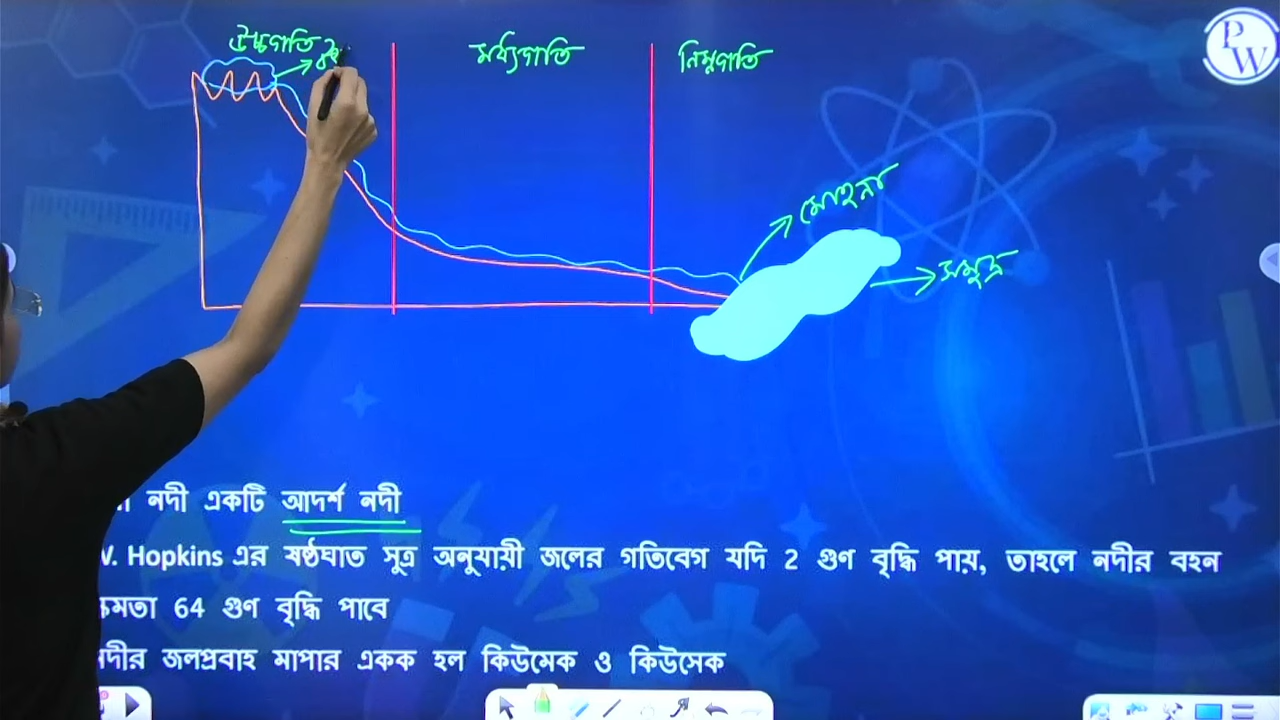 উচ্চগতি
মধ্যগতি
নিম্নগতি
PW
মোহনা
সমুদ্র
নদী একটি আদর্শ নদী
W. Hopkins এর ষষ্ঠঘাত সূত্র অনুযায়ী জলের গতিবেগ যদি 2 গুণ বৃদ্ধি পায়, তাহলে নদীর বহন
ক্ষমতা 64 গুণ বৃদ্ধি পাবে
নদীর জলপ্রবাহ মাপার একক হল কিউমেক ও কিউসেক